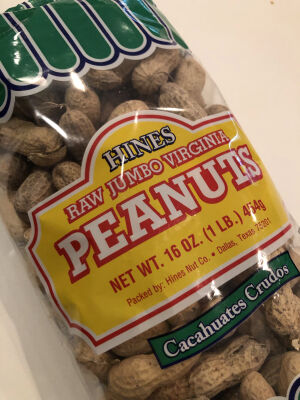 HINES
RAW JUMBO VIRGINIA
PEANUTS
NET WT. 16 OZ. (1 LB.) 454g
Packed by: Hines Nut Co. • Dallas, Texas 75201
Cacahuates Crudos